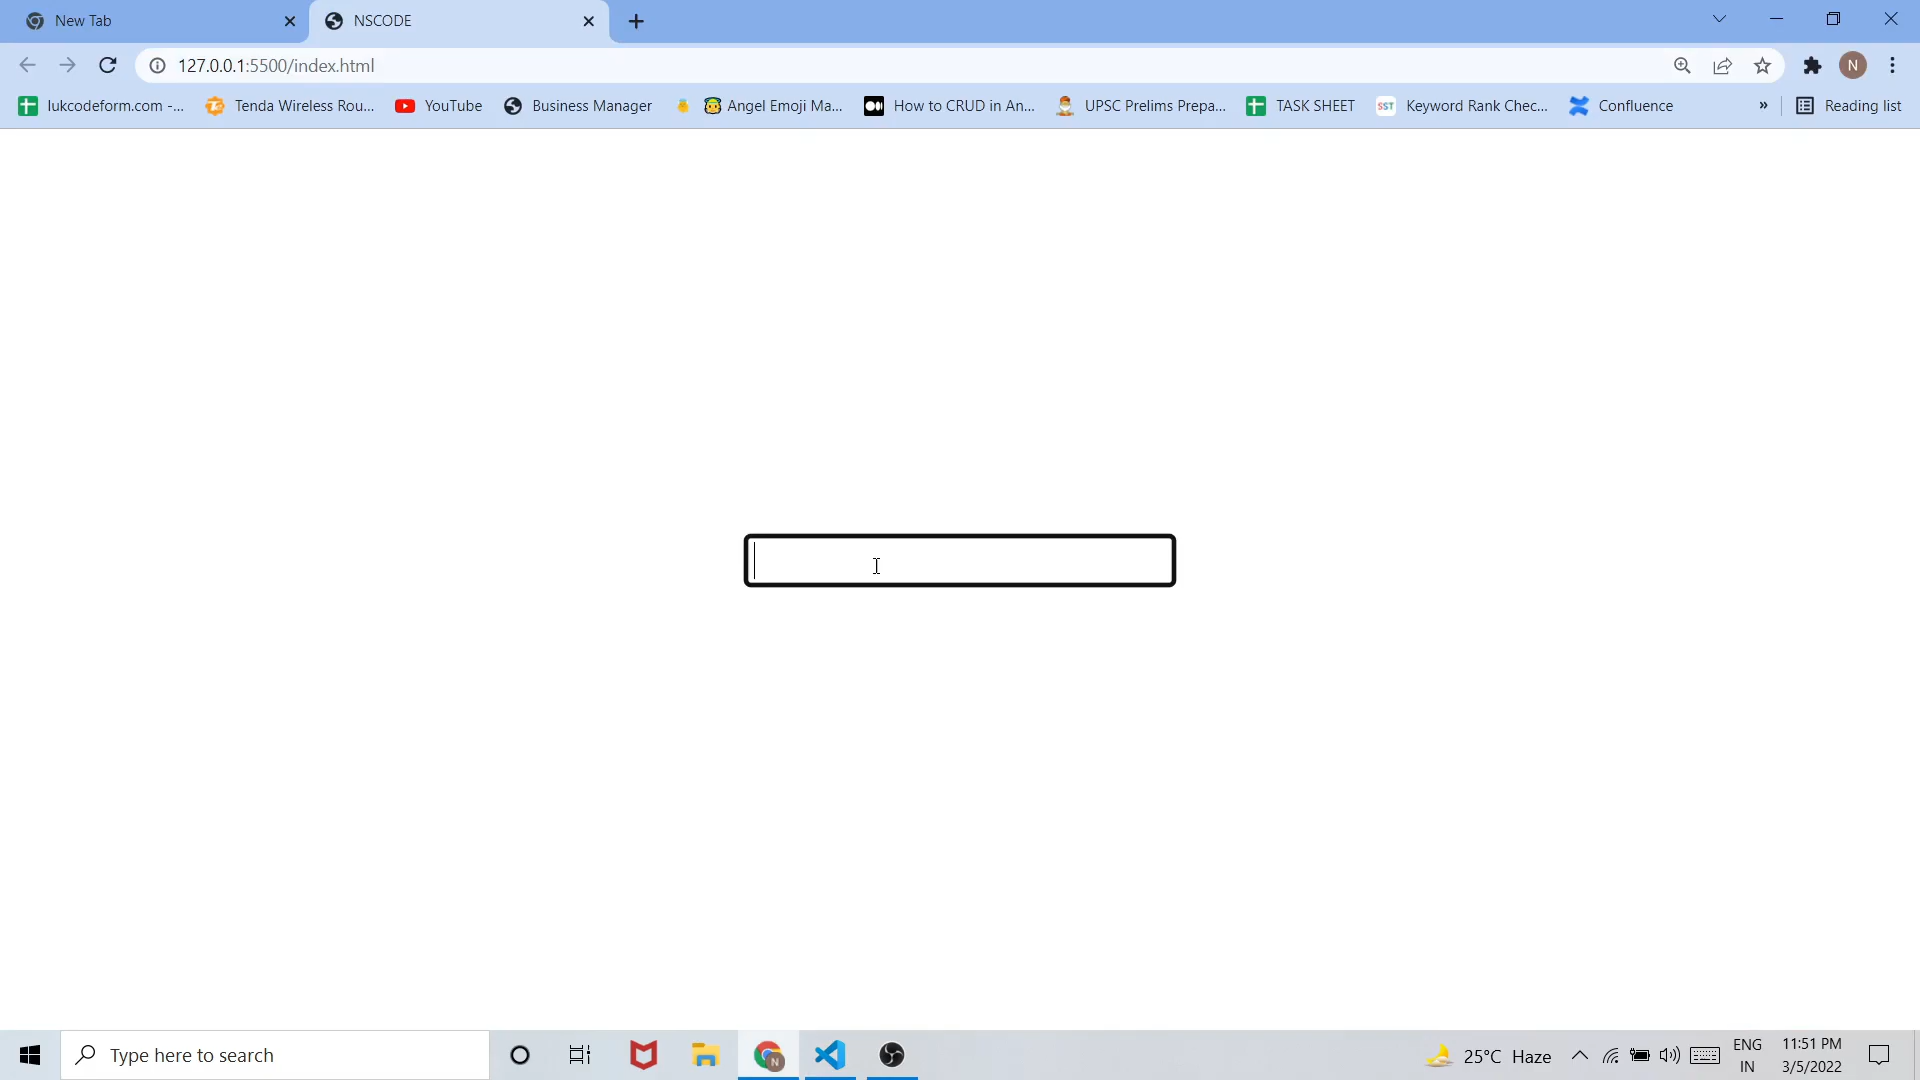 New Tab
NSCODE
127.0.0.1:5500/index.html
N
lukcodeform.com -...
Tenda Wireless Rou...
YouTube
Business Manager
Angel Emoji Ma...
How to CRUD in An...
UPSC Prelims Prepa...
TASK SHEET
SST
Keyword Rank Chec...
Confluence
»
Reading list
Type here to search
N
25°C Haze
ENG
IN
11:51 PM
3/5/2022